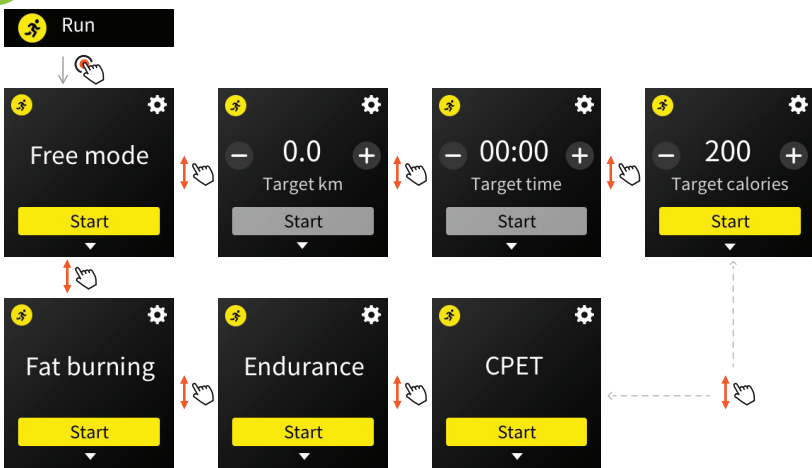 Run
Free mode
Start
0.0
Target km
Start
00:00
Target time
Start
200
Target calories
Start
Fat burning
Start
Endurance
Start
CPET
Start